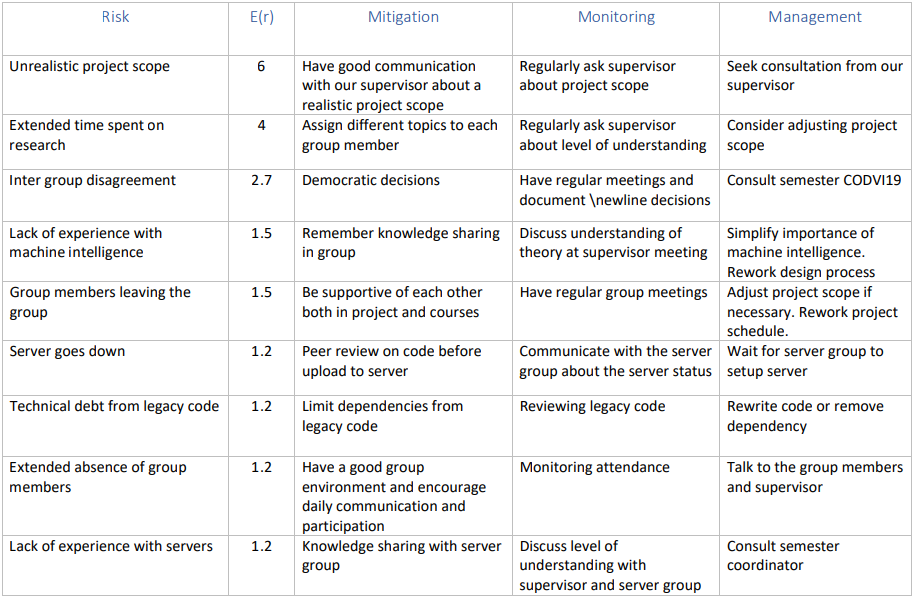 Risk E(r) Mitigation Monitoring Management
Unrealistic project scope 6 Have good communication Regularly ask supervisor Seek consultation from our
with our supervisor about a about project scope supervisor
realistic project scope
Extended time spent on 4 Assign different topics to each Regularly ask supervisor Consider adjusting project
research group member about level of understanding scope
Inter group disagreement 2.7 Democratic decisions Have regular meetings and Consult semester CODVI19
document \newline decisions
Lack of experience with 1.5 Remember knowledge sharing Discuss understanding of Simplify importance of
machine intelligence in group theory at supervisor meeting machine intelligence.
Rework design process
Group members leaving the 1.5 Be supportive of each other Have regular group meetings Adjust project scope if
group both in project and courses necessary. Rework project
schedule.
Server goes down 1.2 Peer review on code before Communicate with the server Wait for server group to
upload to server group about the server status setup server
Technical debt from legacy code 1.2 Limit dependencies from Reviewing legacy code Rewrite code or remove
legacy code dependency
Extended absence of group 1.2 Have a good group Monitoring attendance Talk to the group members
members environment and encourage and supervisor
daily communication and
participation
Lack of experience with servers 1.2 Knowledge sharing with server Discuss level of Consult semester
group understanding with coordinator
supervisor and server group